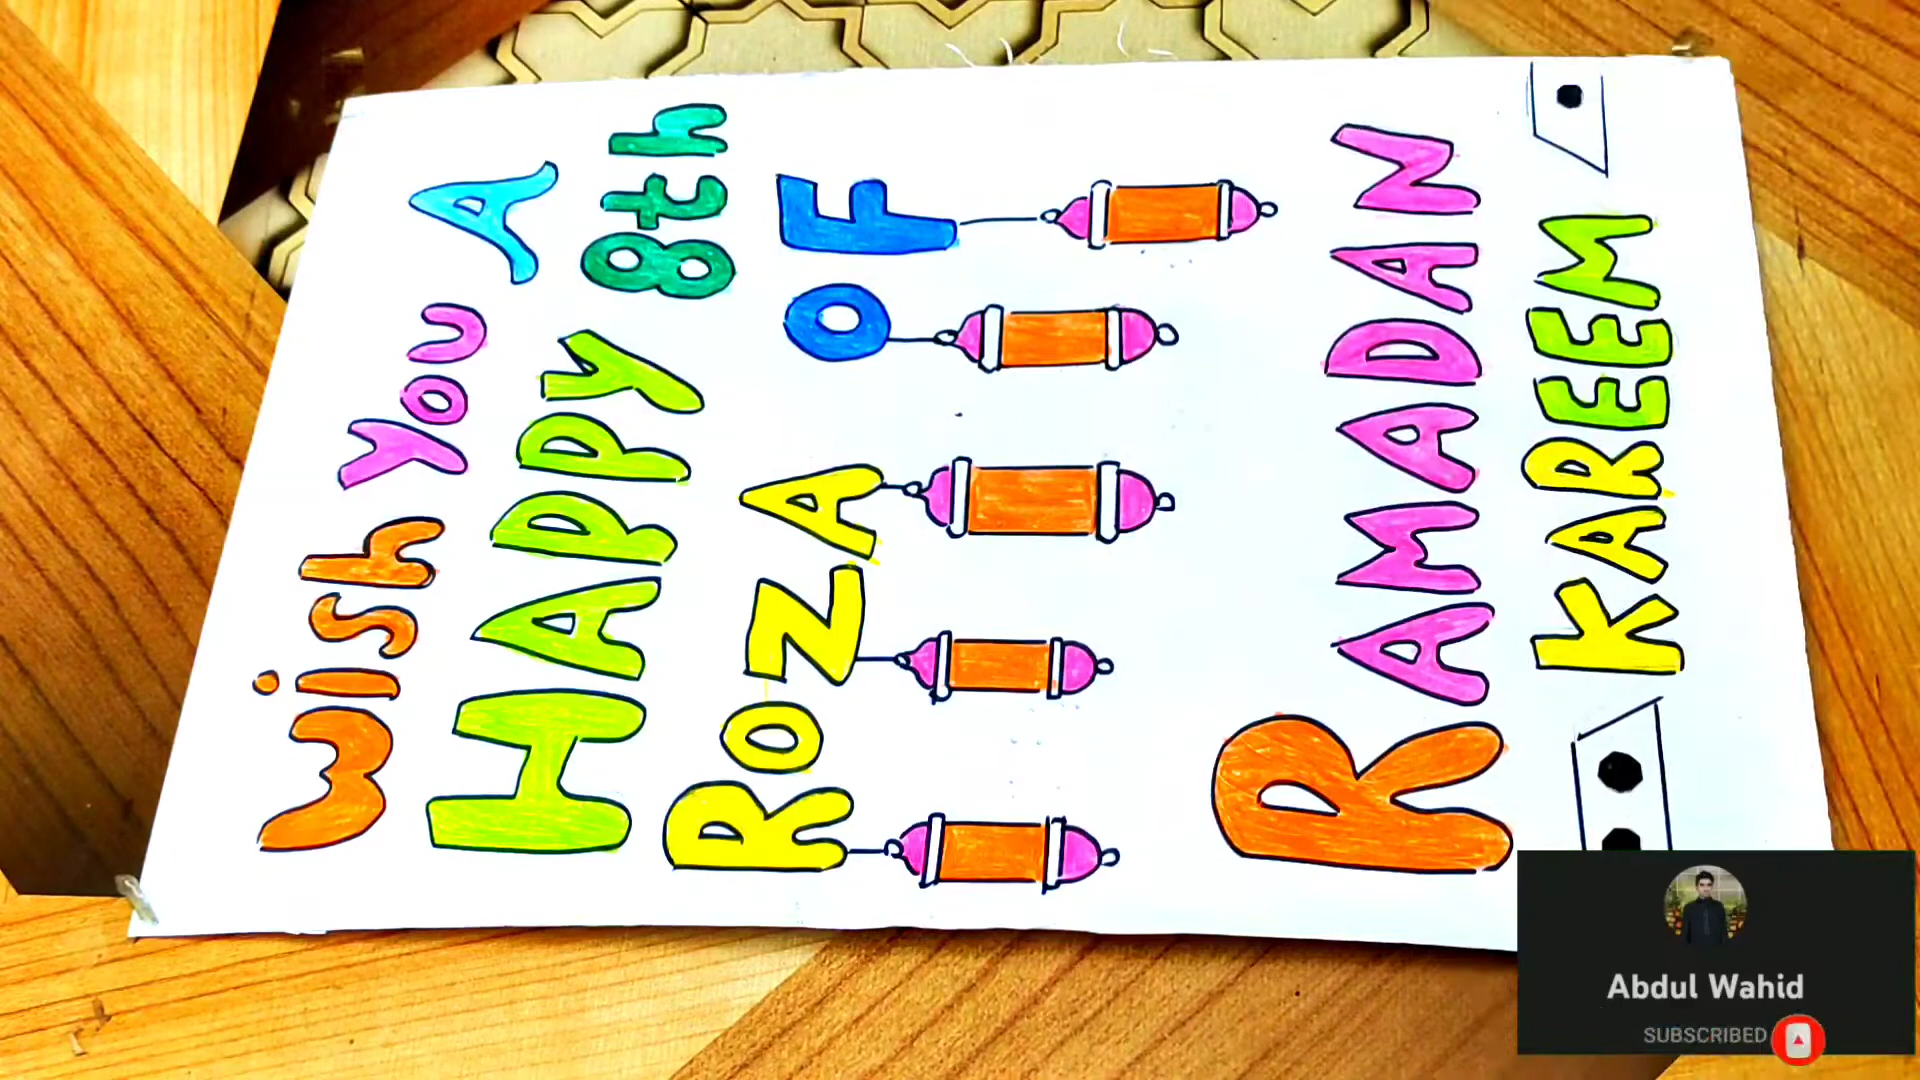 Wish you A
HAPPY 8th
RoZA OF
RAMADAN
KAREEM
Abdul Wahid
SUBSCRIBED